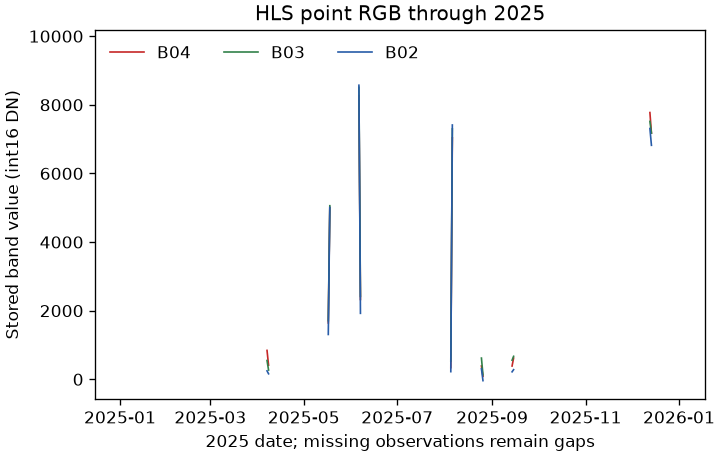 HLS point RGB through 2025
B04 B03 B02
Stored band value (int16 DN)
10000
8000
6000
4000
2000
0
2025-01 2025-03 2025-05 2025-07 2025-09 2025-11 2026-01
2025 date; missing observations remain gaps